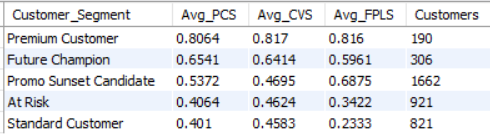 Customer_Segment Avg_PCS Avg_CVS Avg_FPLS Customers
Premium Customer 0.8064 0.817 0.816 190
Future Champion 0.6541 0.6414 0.5961 306
Promo Sunset Candidate 0.5372 0.4695 0.6875 1662
At Risk 0.4064 0.4624 0.3422 921
Standard Customer 0.401 0.4583 0.2333 821